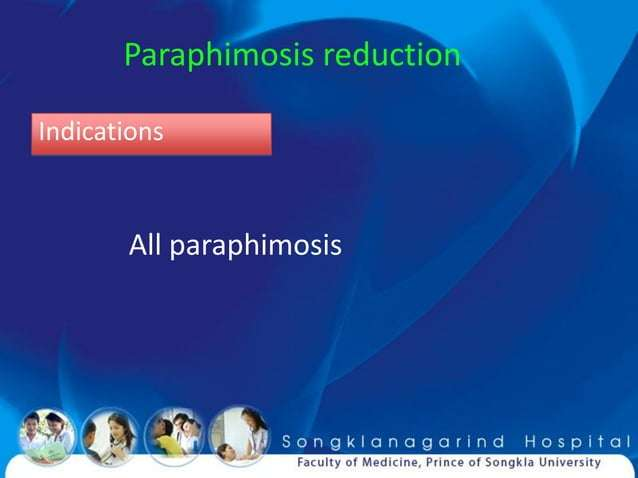 Paraphimosis reduction
Indications
All paraphimosis
Songklanagarind Hospital
Faculty of Medicine, Prince of Songkla University